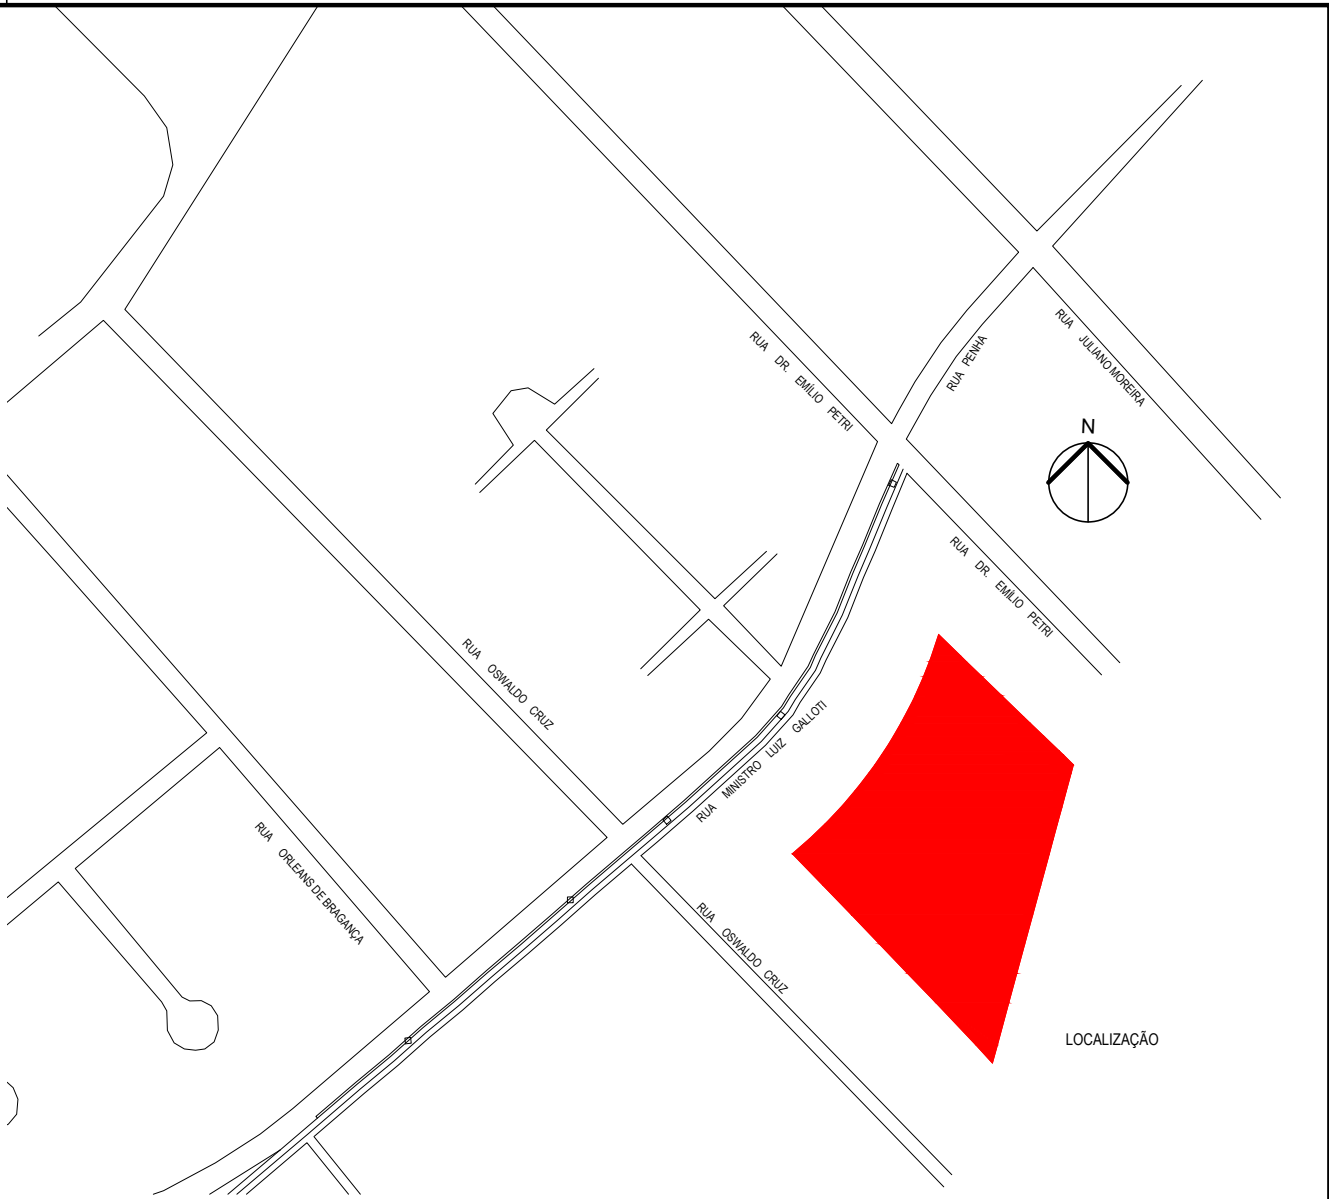 RUA DR. EMÍLIO PETRI
RUA PENHA
RUA JULIANO MOREIRA
N
RUA DR. EMÍLIO PETRI
RUA OSWALDO CRUZ
RUA MINISTRO LUIZ GALLOTI
RUA ORLEANS DE BRAGANÇA
RUA OSWALDO CRUZ
LOCALIZAÇÃO